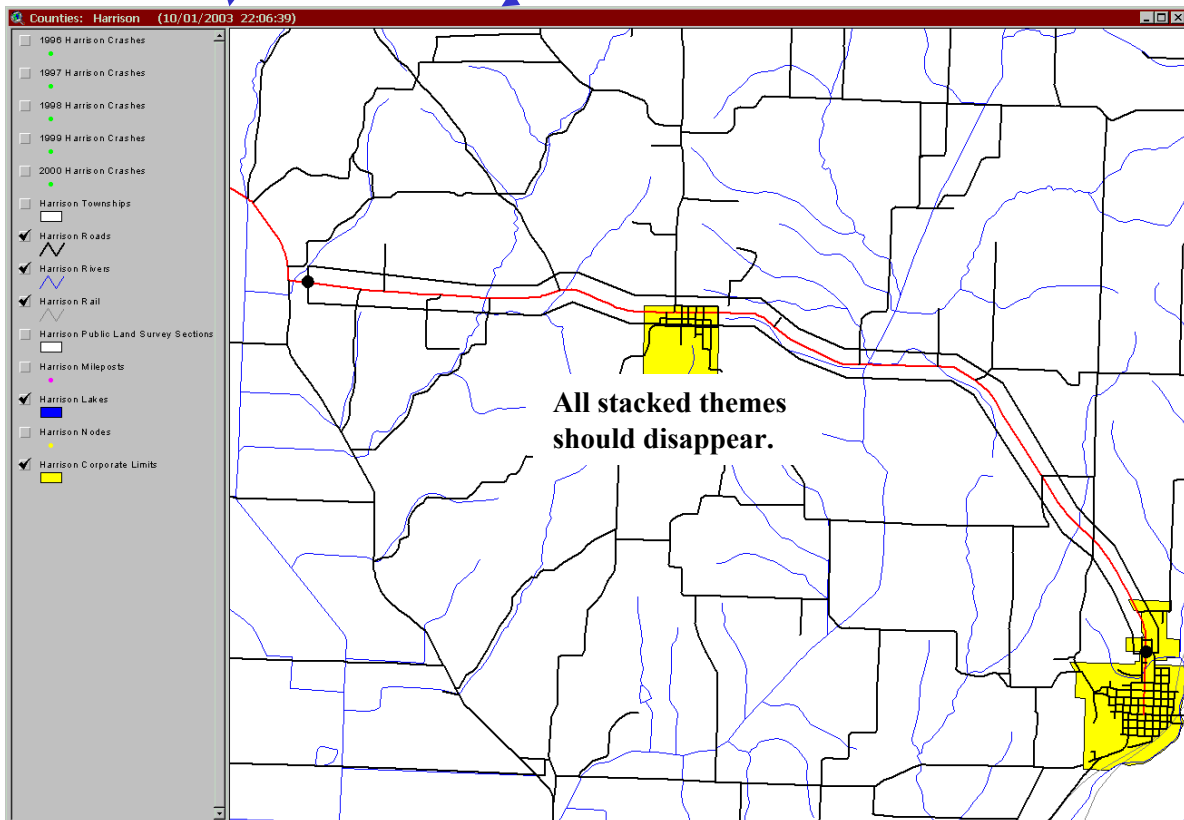 Counties: Harrison (10/01/2003 22:06:39)
1996 Harrison Crashes
1997 Harrison Crashes
1998 Harrison Crashes
1999 Harrison Crashes
2000 Harrison Crashes
Harrison Townships
Harrison Roads
Harrison Rivers
Harrison Rail
Harrison Public Land Survey Sections
Harrison Mileposts
Harrison Lakes
Harrison Nodes
Harrison Corporate Limits
All stacked themes
should disappear.